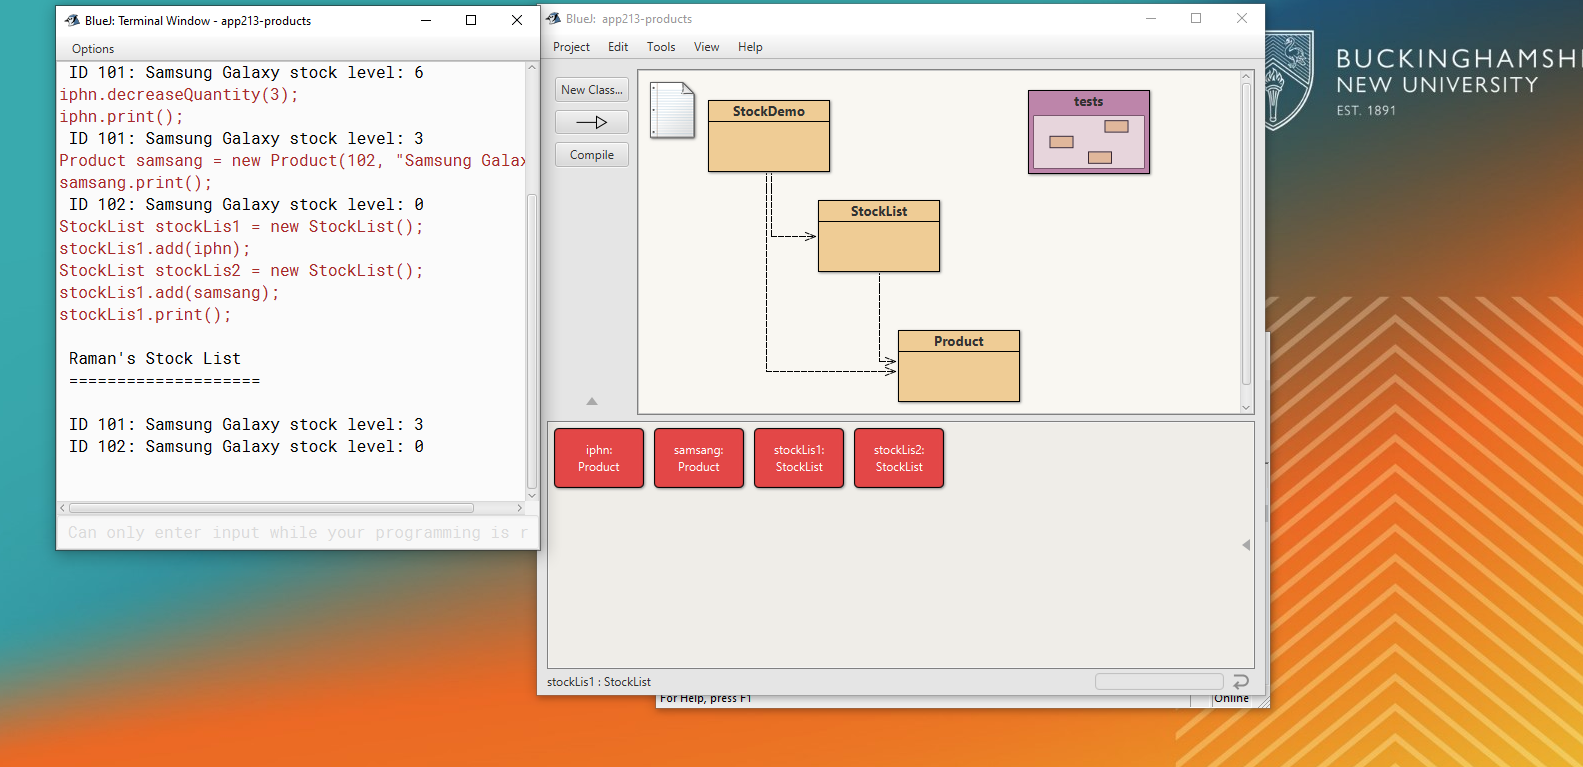 BlueJ: Terminal Window - app213-products
Options
ID 101: Samsung Galaxy stock level: 6
iphn.decreaseQuantity(3);
iphn.print();
ID 101: Samsung Galaxy stock level: 3
Product samsang = new Product(102, "Samsung Galax
samsang.print();
ID 102: Samsung Galaxy stock level: 0
StockList stockLis1 = new StockList();
stockLis1.add(iphn);
StockList stockLis2 = new StockList();
stockLis1.add(samsang);
stockLis1.print();
Raman's Stock List
====================
ID 101: Samsung Galaxy stock level: 3
ID 102: Samsung Galaxy stock level: 0
Can only enter input while your programming is r
BlueJ: app213-products
Project Edit Tools View Help
New Class...
Compile
StockDemo
tests
StockList
Product
iphn:
Product
samsang:
Product
stockLis1:
StockList
stockLis2:
StockList
stockLis1 : StockList
For Help, press F1
Online
BUCKINGHAMSHI
NEW UNIVERSITY
EST. 1891